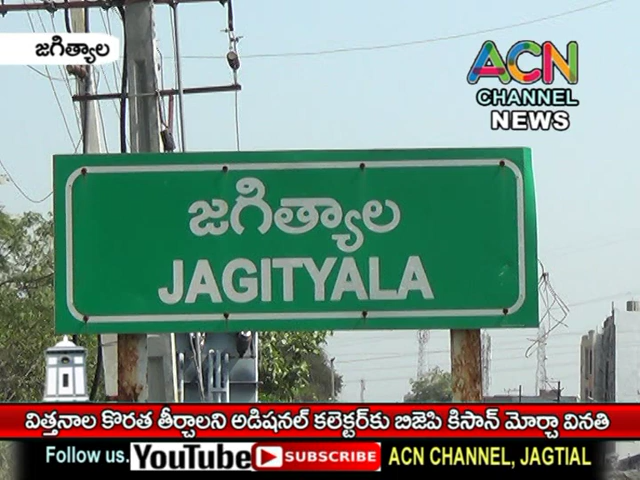 జగిత్యాల
ACN
CHANNEL
NEWS
జగిత్యాల
JAGITYALA
విత్తనాల కొరత తీర్చాలని అడిషనల్ కలెక్టర్‌కు బిజెపి కిసాన్ మోర్చా వినతి
Follow us. YouTube SUBSCRIBE ACN CHANNEL, JAGTIAL